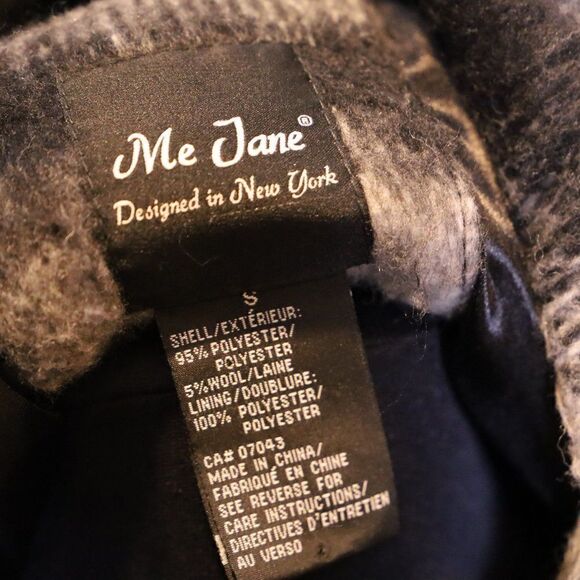 Me Jane®
Designed in New York
S
SHELL/EXTÉRIEUR:
95% POLYESTER/
POLYESTER
5%WOOL/LAINE
LINING/DOUBLURE:
100% POLYESTER/
POLYESTER
CA# 07043
MADE IN CHINA/
FABRIQUÉ EN CHINE
SEE REVERSE FOR
CARE INSTRUCTIONS/
DIRECTIVES D'ENTRETIEN
AU VERSO